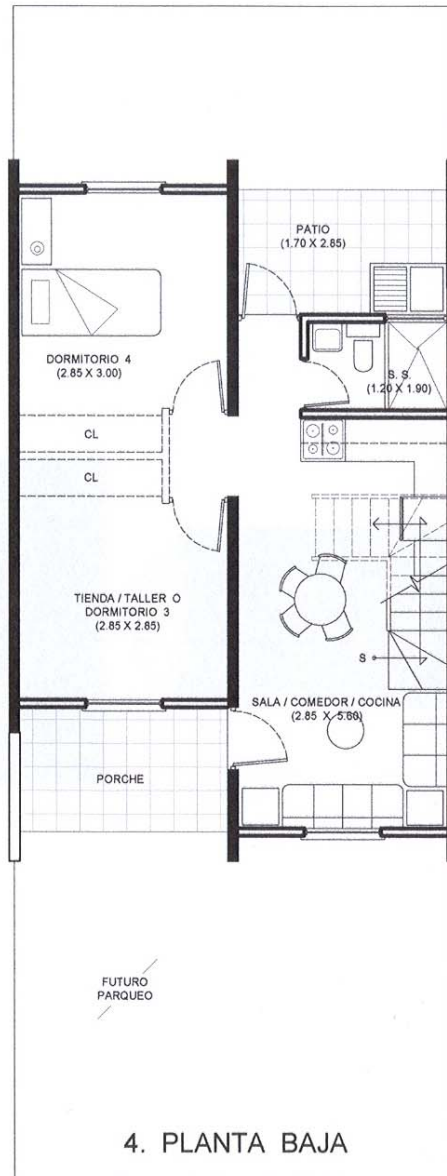 PATIO
(1.70 X 2.85)
DORMITORIO 4
(2.85 X 3.00)
S. S.
(1.20 X 1.90)
CL
CL
TIENDA / TALLER O
DORMITORIO 3
(2.85 X 2.85)
S
SALA / COMEDOR / COCINA
(2.85 X 5.60)
PORCHE
FUTURO
PARQUEO
4. PLANTA BAJA